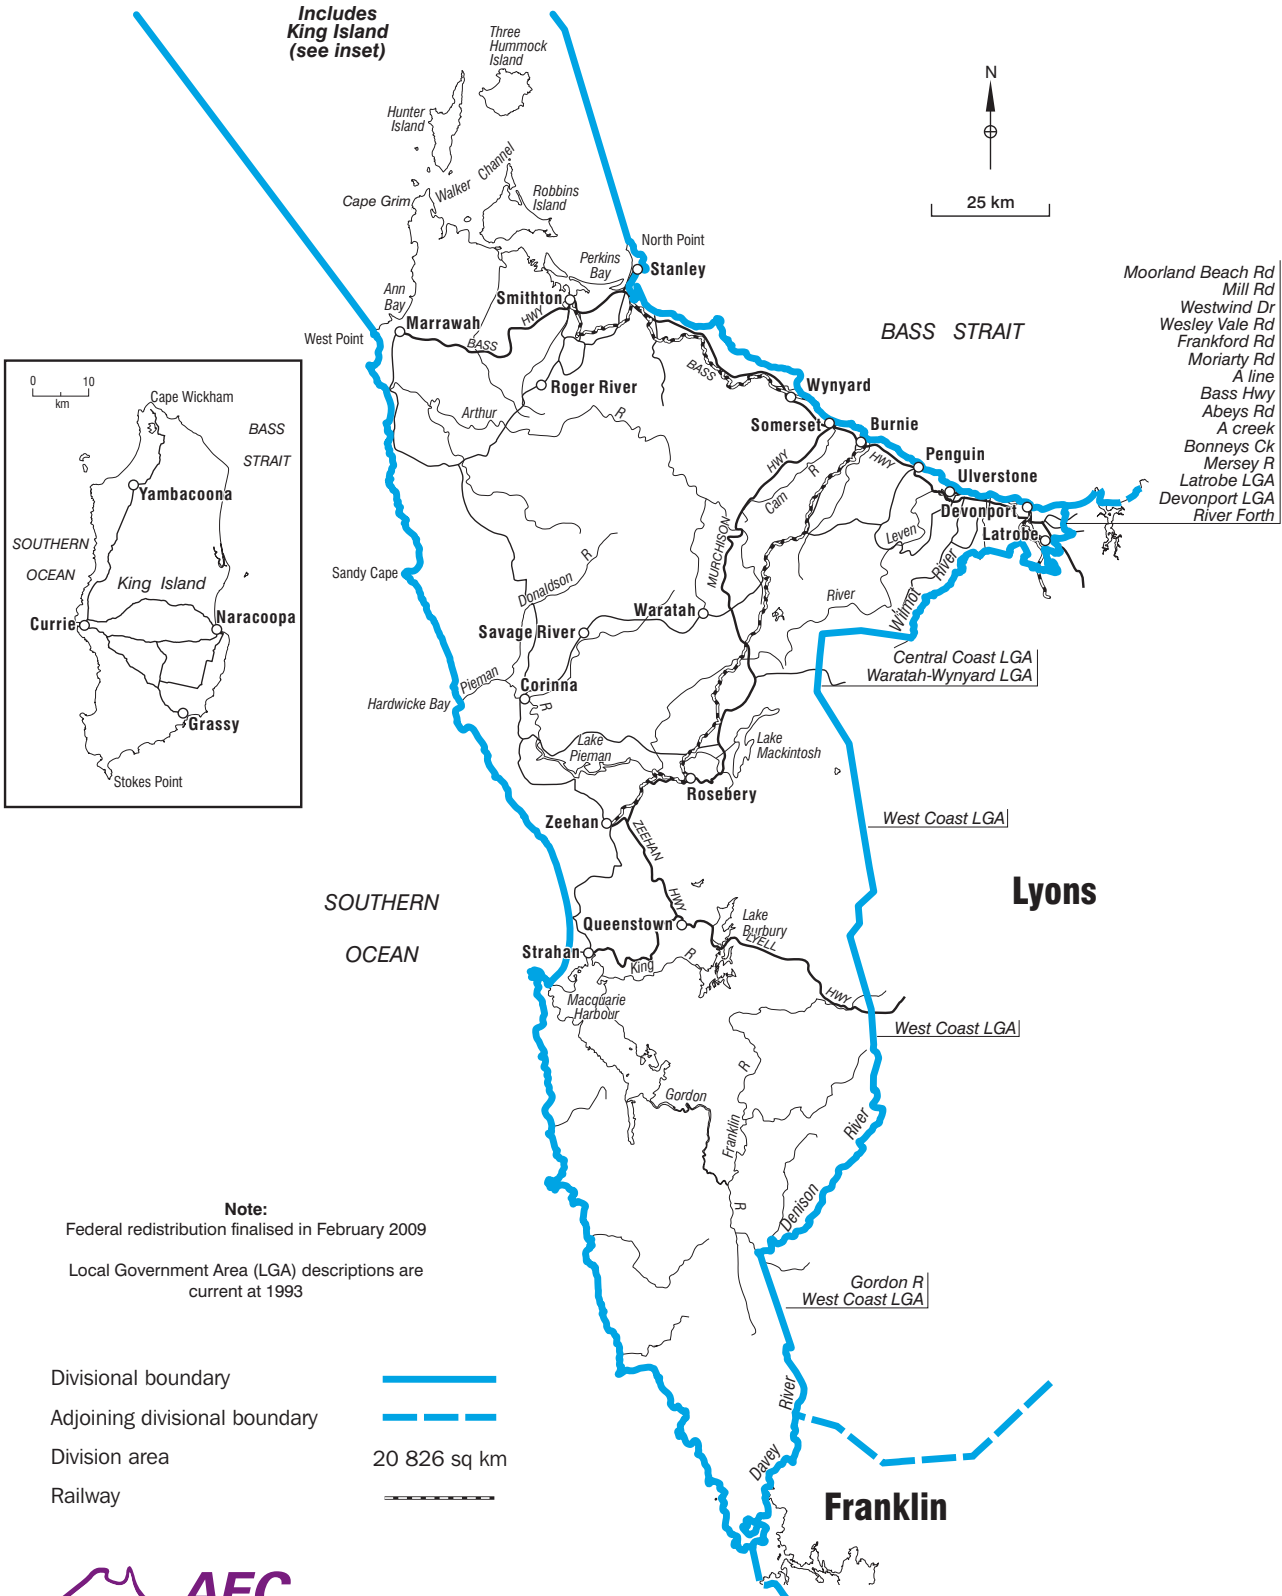 Includes
King Island
(see inset)
Three
Hummock
Island
Hunter
Island
N
Walker Channel
Cape Grim
Robbins
Island
25 km
North Point
Perkins
Bay
Stanley
Ann
Bay
Smithton
HWY
BASS
Marrawah
West Point
BASS STRAIT
Moorland Beach Rd
Mill Rd
Westwind Dr
Wesley Vale Rd
Frankford Rd
Moriarty Rd
A line
Bass Hwy
Abeys Rd
A creek
Bonneys Ck
Mersey R
Latrobe LGA
Devonport LGA
River Forth
0 10
km
Cape Wickham
BASS
STRAIT
Yambacoona
SOUTHERN
OCEAN
King Island
Currie
Naracoopa
Grassy
Stokes Point
Roger River
BASS
Wynyard
Arthur R
Somerset
Burnie
HWY
Penguin
Ulverstone
Devonport
Latrobe
HWY
Cam R
Leven
MURCHISON
Sandy Cape
Donaldson R
Wilmot River
River
Waratah
Savage River
Central Coast LGA
Waratah-Wynyard LGA
Pieman R
Corinna
Hardwicke Bay
Lake
Pieman
Lake
Mackintosh
Rosebery
Zeehan
ZEEHAN HWY
West Coast LGA
Lyons
SOUTHERN
OCEAN
Queenstown
Lake
Burbury
LYELL HWY
Strahan
King R
Macquarie
Harbour
West Coast LGA
Gordon
Franklin R
R
Denison River
Note:
Federal redistribution finalised in February 2009
Local Government Area (LGA) descriptions are
current at 1993
Gordon R
West Coast LGA
Divisional boundary
Adjoining divisional boundary
Division area 20 826 sq km
Railway
Davey River
Franklin
AEC